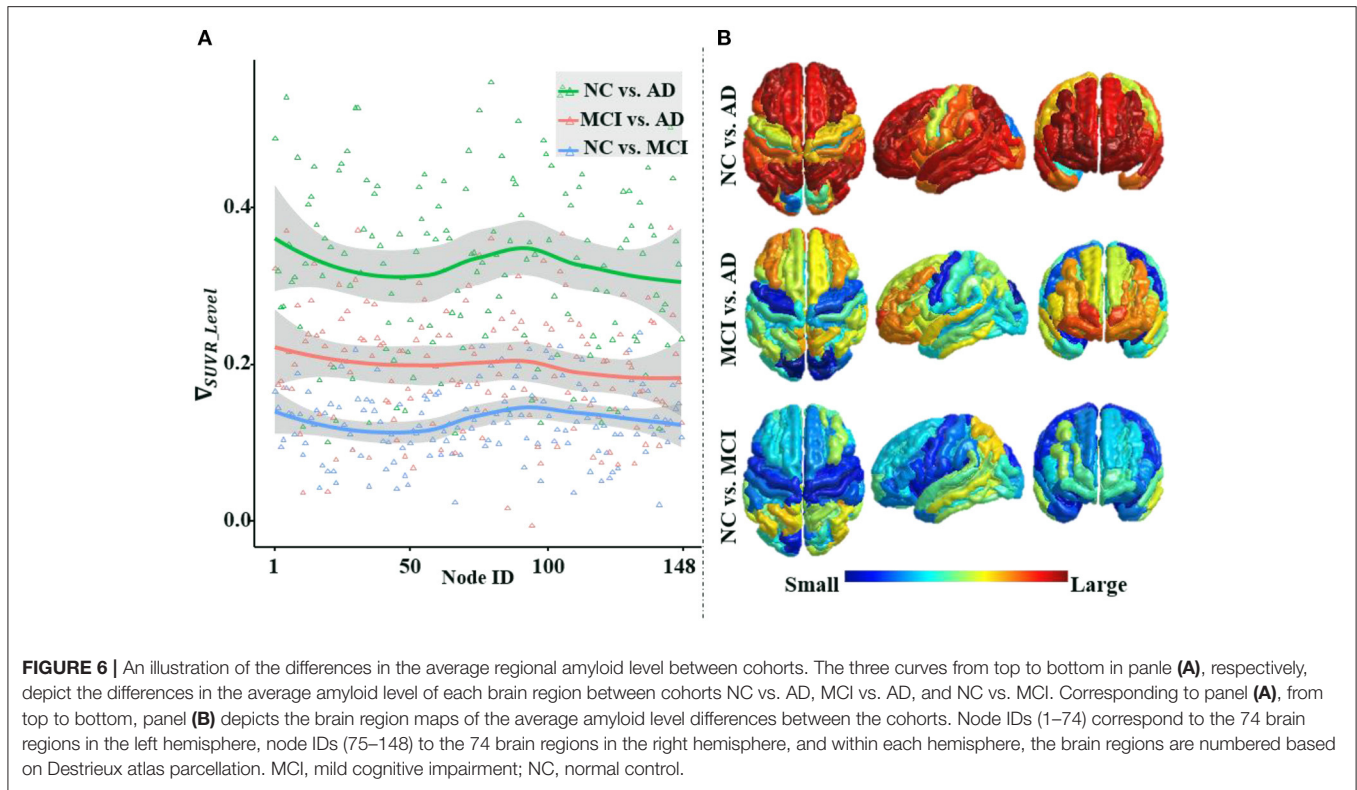 A
B
NC vs. AD
MCI vs. AD
NC vs. MCI
0.4
0.2
0.0
∇SUVR_Level
1
50
100
148
Node ID
NC vs. AD
MCI vs. AD
NC vs. MCI
Small
Large
FIGURE 6 | An illustration of the differences in the average regional amyloid level between cohorts. The three curves from top to bottom in panle (A), respectively,
depict the differences in the average amyloid level of each brain region between cohorts NC vs. AD, MCI vs. AD, and NC vs. MCI. Corresponding to panel (A), from
top to bottom, panel (B) depicts the brain region maps of the average amyloid level differences between the cohorts. Node IDs (1–74) correspond to the 74 brain
regions in the left hemisphere, node IDs (75–148) to the 74 brain regions in the right hemisphere, and within each hemisphere, the brain regions are numbered based
on Destrieux atlas parcellation. MCI, mild cognitive impairment; NC, normal control.